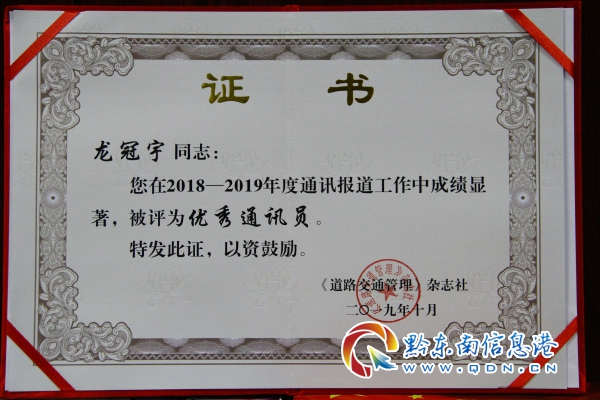 证 书
龙冠宇 同志：
您在2018—2019年度通讯报道工作中成绩显
著，被评为优秀通讯员。
特发此证，以资鼓励。
《道路交通管理》杂志社
二〇一九年十月
黔东南信息港
www.QDN.cn